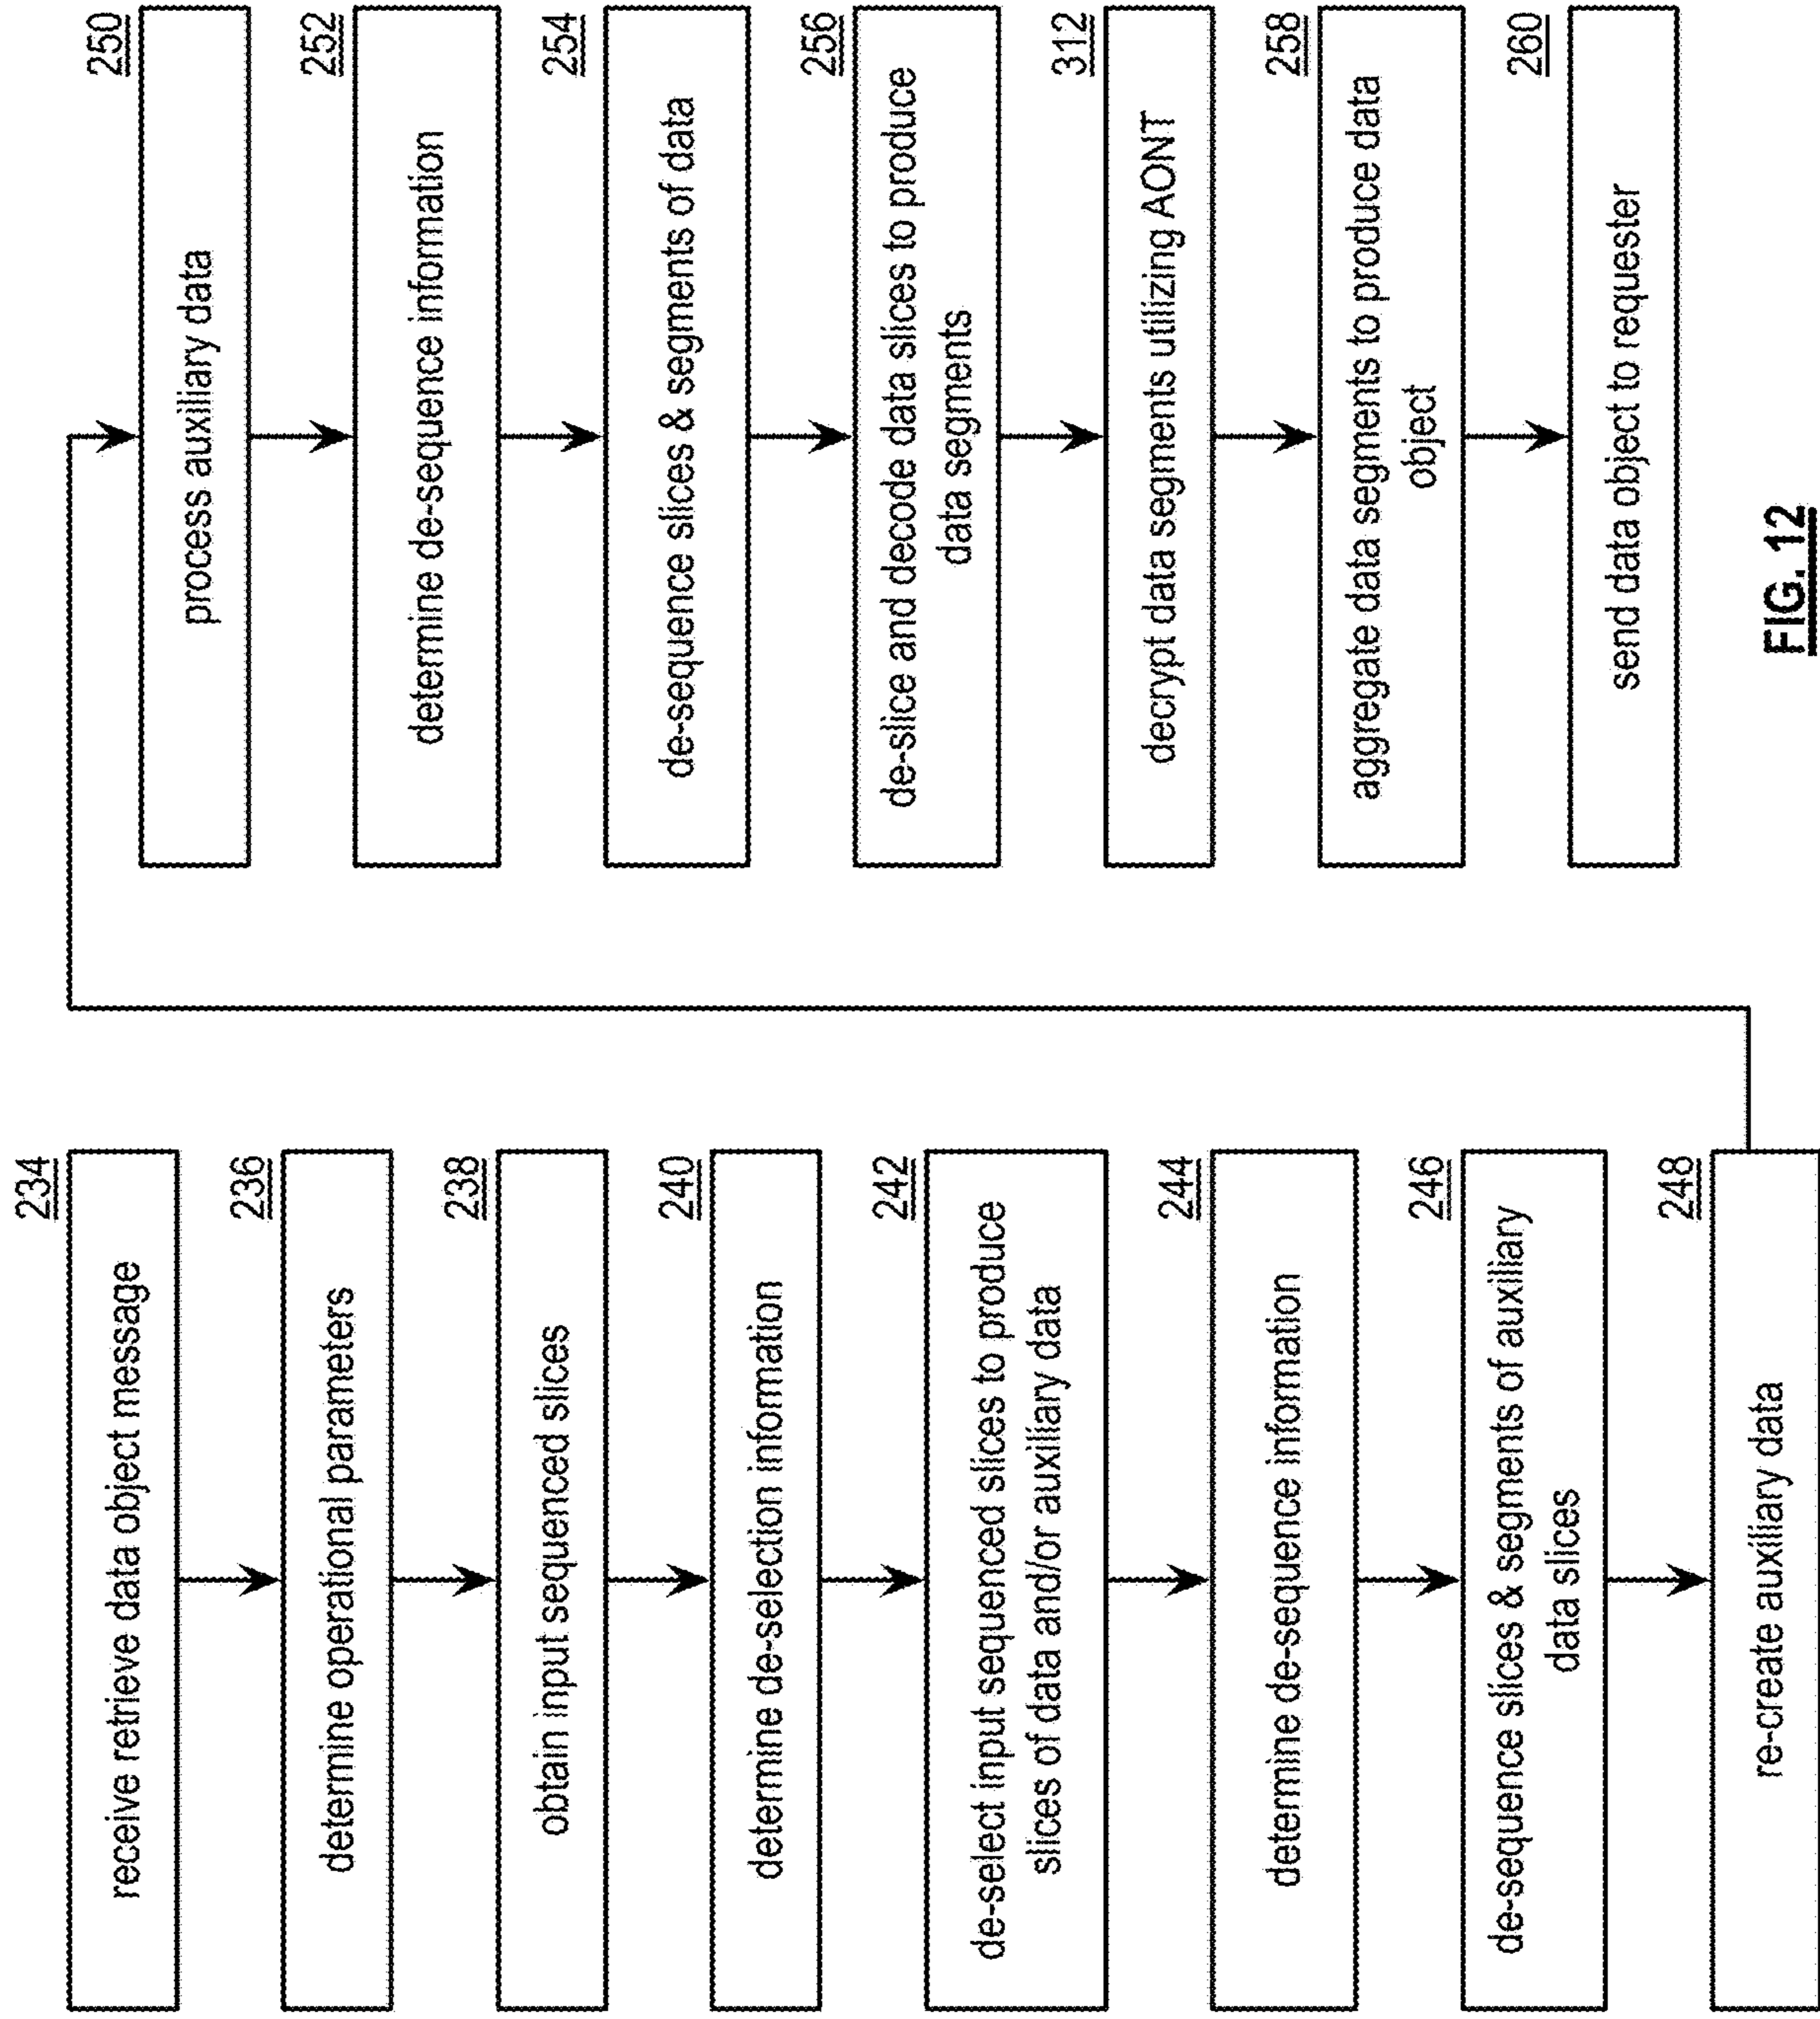 234
receive retrieve data object message
236
determine operational parameters
238
obtain input sequenced slices
240
determine de-selection information
242
de-select input sequenced slices to produce
slices of data and/or auxiliary data
244
determine de-sequence information
246
de-sequence slices & segments of auxiliary
data slices
248
re-create auxiliary data
250
process auxiliary data
252
determine de-sequence information
254
de-sequence slices & segments of data
256
de-slice and decode data slices to produce
data segments
312
decrypt data segments utilizing AONT
258
aggregate data segments to produce data
object
260
send data object to requester
FIG. 12